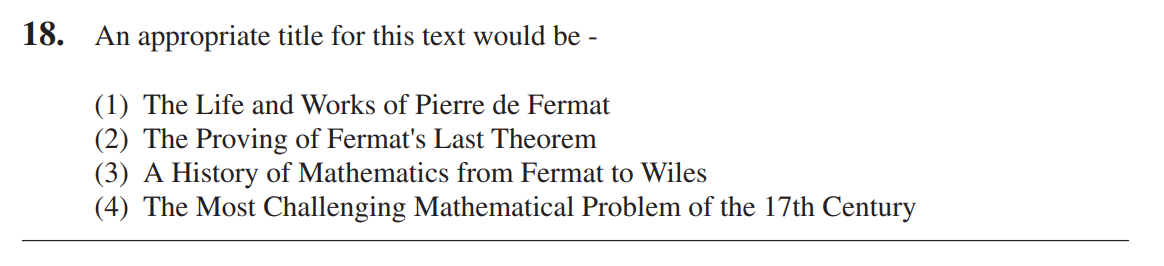 18. An appropriate title for this text would be -
(1) The Life and Works of Pierre de Fermat
(2) The Proving of Fermat's Last Theorem
(3) A History of Mathematics from Fermat to Wiles
(4) The Most Challenging Mathematical Problem of the 17th Century